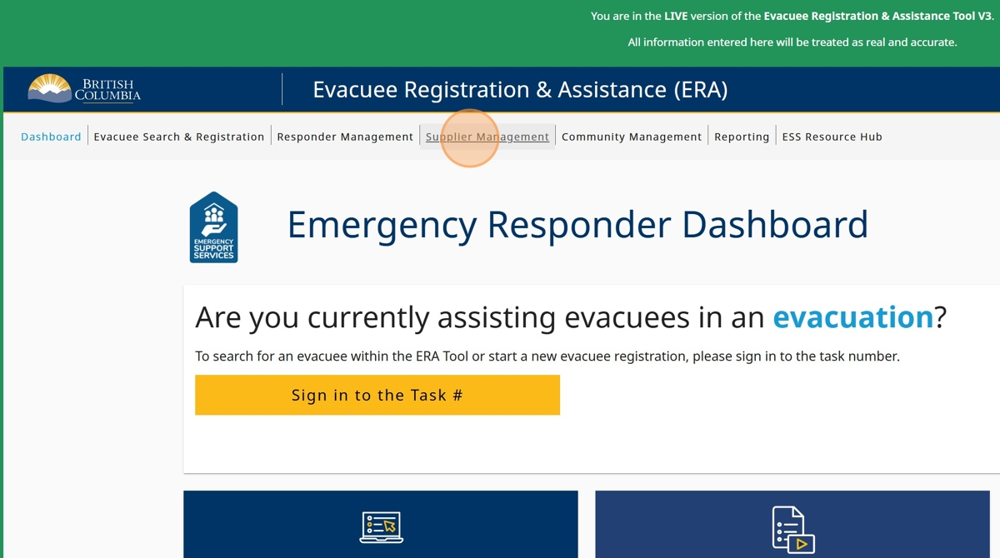 You are in the LIVE version of the Evacuee Registration & Assistance Tool V3.
All information entered here will be treated as real and accurate.
BRITISH
COLUMBIA
Evacuee Registration & Assistance (ERA)
Dashboard Evacuee Search & Registration Responder Management Supplier Management Community Management Reporting ESS Resource Hub
EMERGENCY
SUPPORT
SERVICES
Emergency Responder Dashboard
Are you currently assisting evacuees in an evacuation?
To search for an evacuee within the ERA Tool or start a new evacuee registration, please sign in to the task number.
Sign in to the Task #